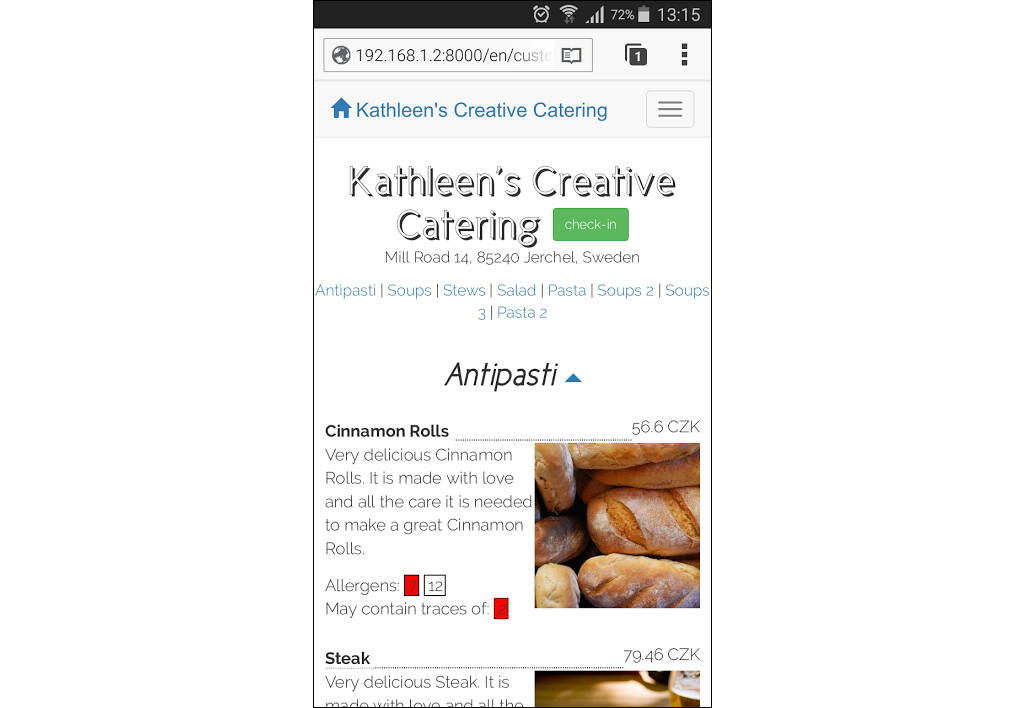 72% 13:15
192.168.1.2:8000/en/custo
1
Kathleen's Creative Catering
Kathleen's Creative
Catering check-in
Mill Road 14, 85240 Jerchel, Sweden
Antipasti | Soups | Stews | Salad | Pasta | Soups 2 | Soups
3 | Pasta 2
Antipasti
Cinnamon Rolls 56.6 CZK
Very delicious Cinnamon
Rolls. It is made with love
and all the care it is needed
to make a great Cinnamon
Rolls.
Allergens: 12
May contain traces of:
Steak 79.46 CZK
Very delicious Steak. It is
made with love and all the